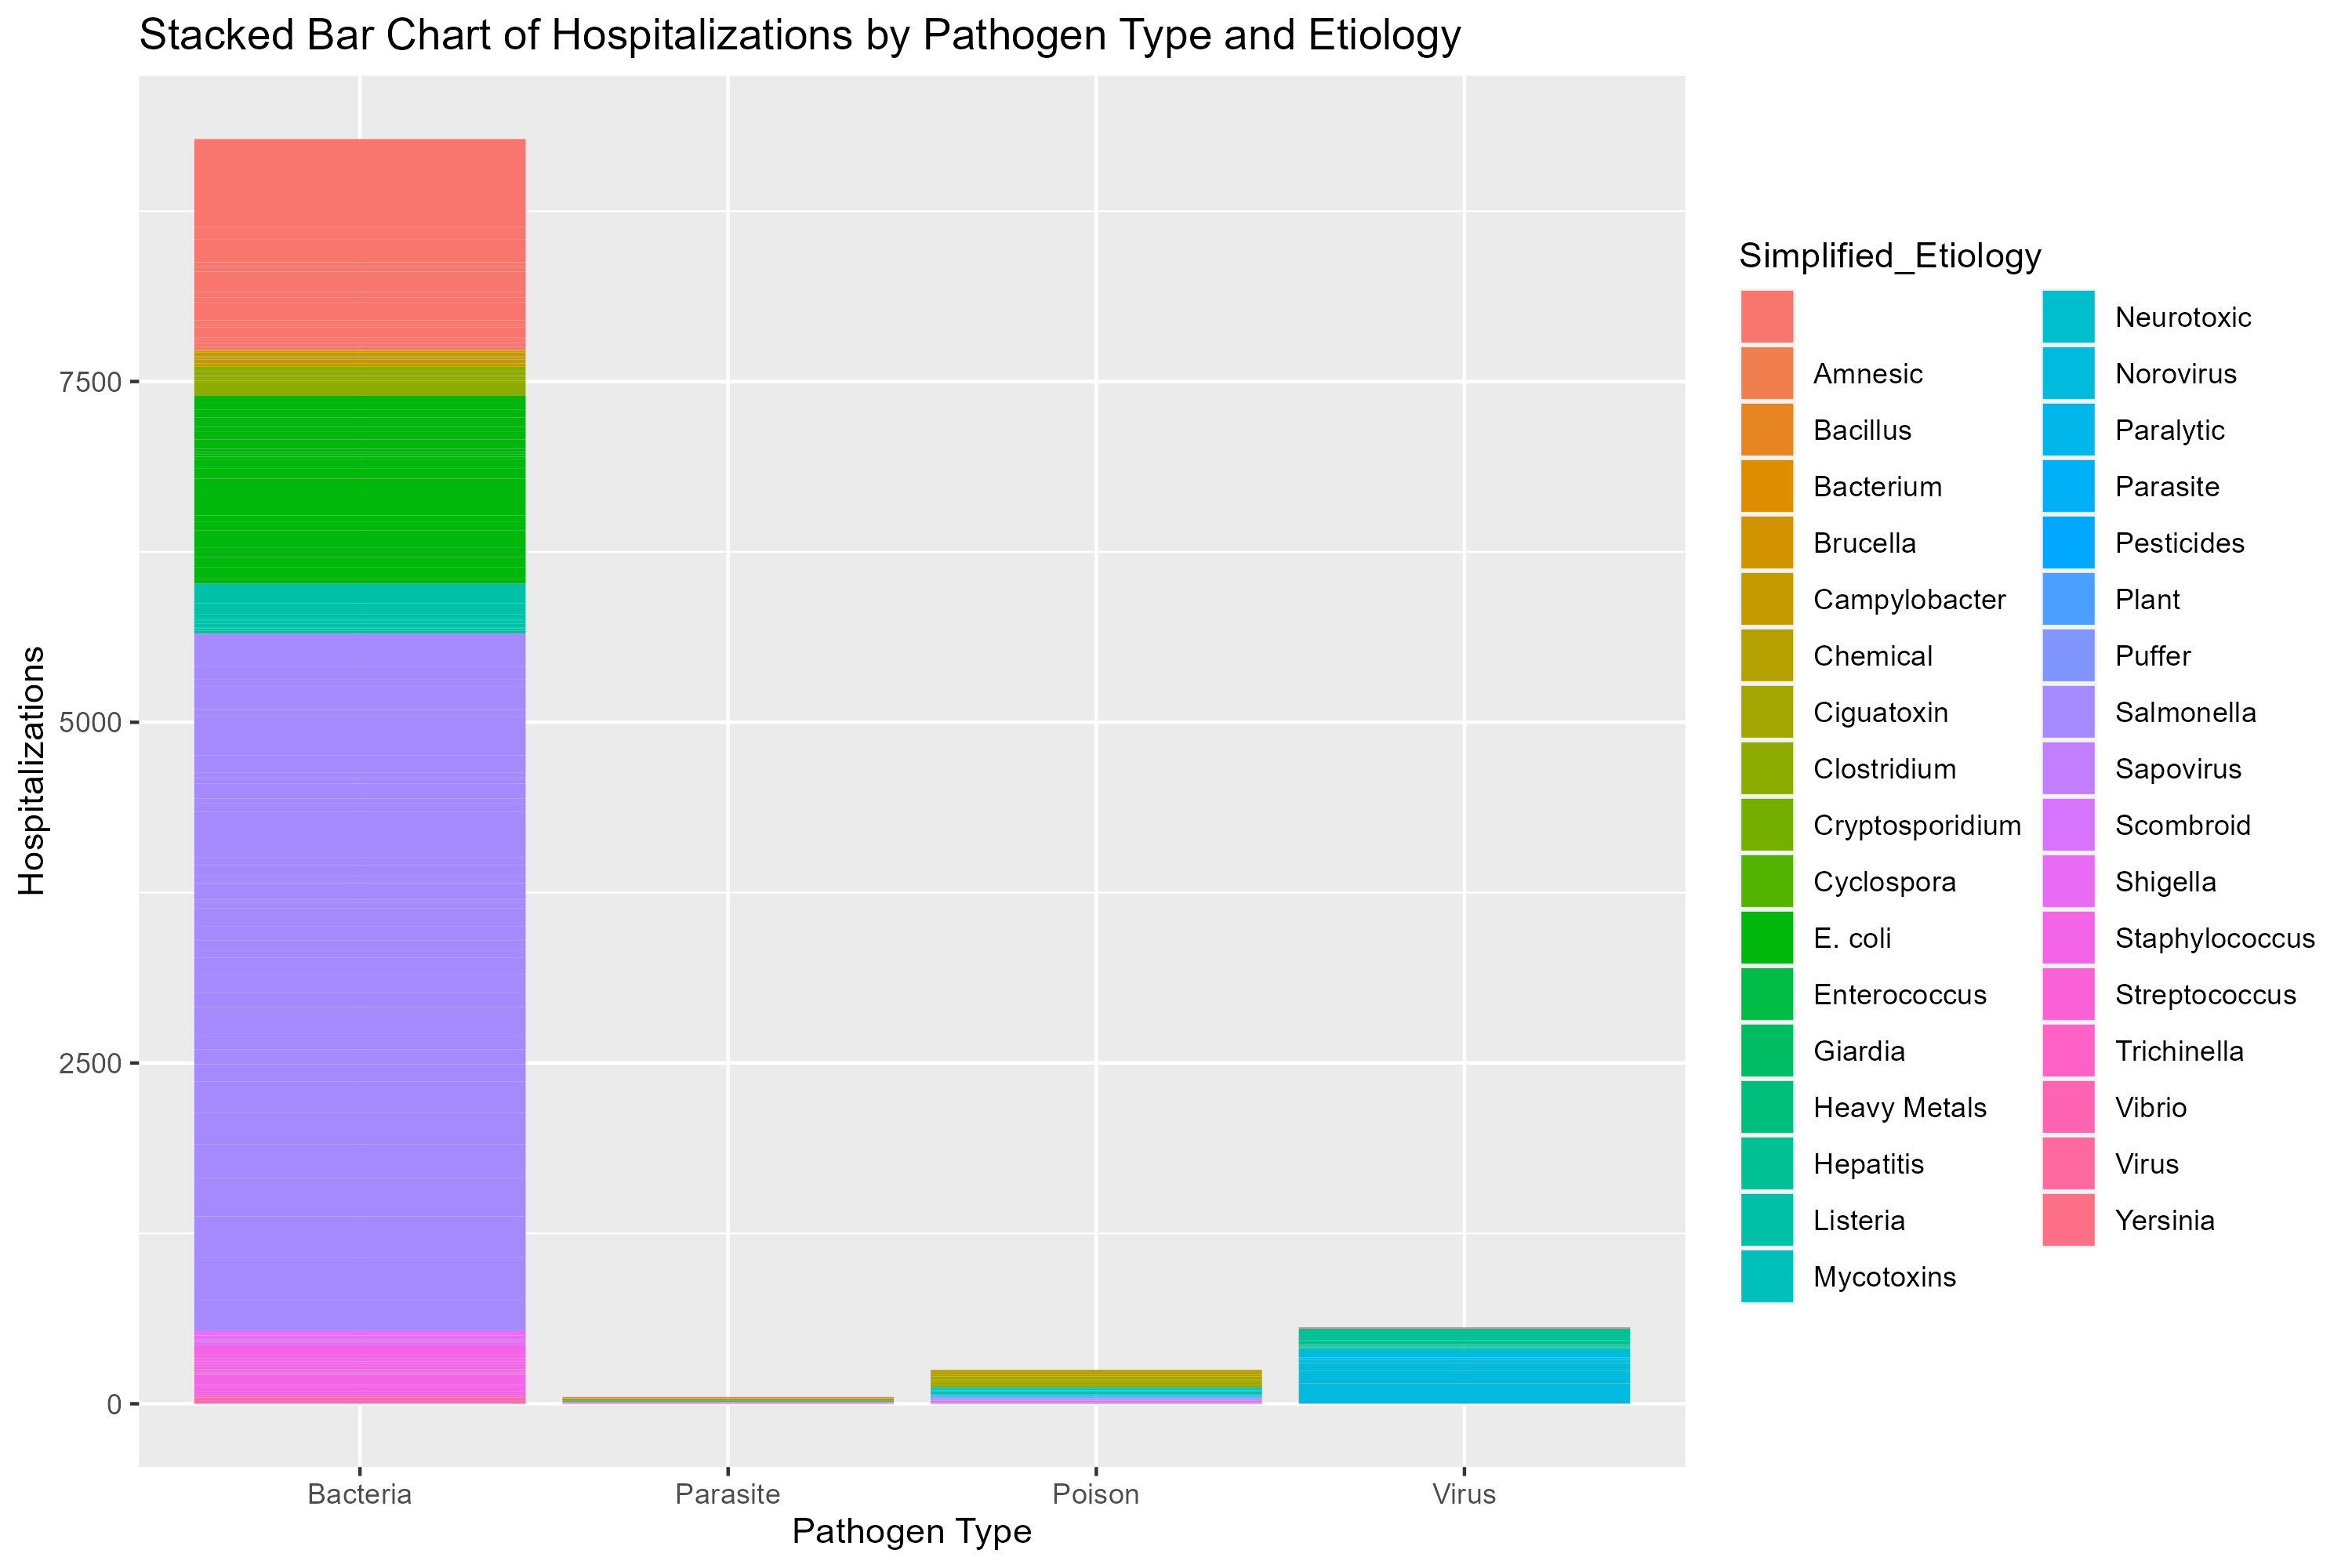 Stacked Bar Chart of Hospitalizations by Pathogen Type and Etiology
Hospitalizations
7500
5000
2500
0
Bacteria
Parasite
Poison
Virus
Pathogen Type
Simplified_Etiology
Amnesic
Bacillus
Bacterium
Brucella
Campylobacter
Chemical
Ciguatoxin
Clostridium
Cryptosporidium
Cyclospora
E. coli
Enterococcus
Giardia
Heavy Metals
Hepatitis
Listeria
Mycotoxins
Neurotoxic
Norovirus
Paralytic
Parasite
Pesticides
Plant
Puffer
Salmonella
Sapovirus
Scombroid
Shigella
Staphylococcus
Streptococcus
Trichinella
Vibrio
Virus
Yersinia